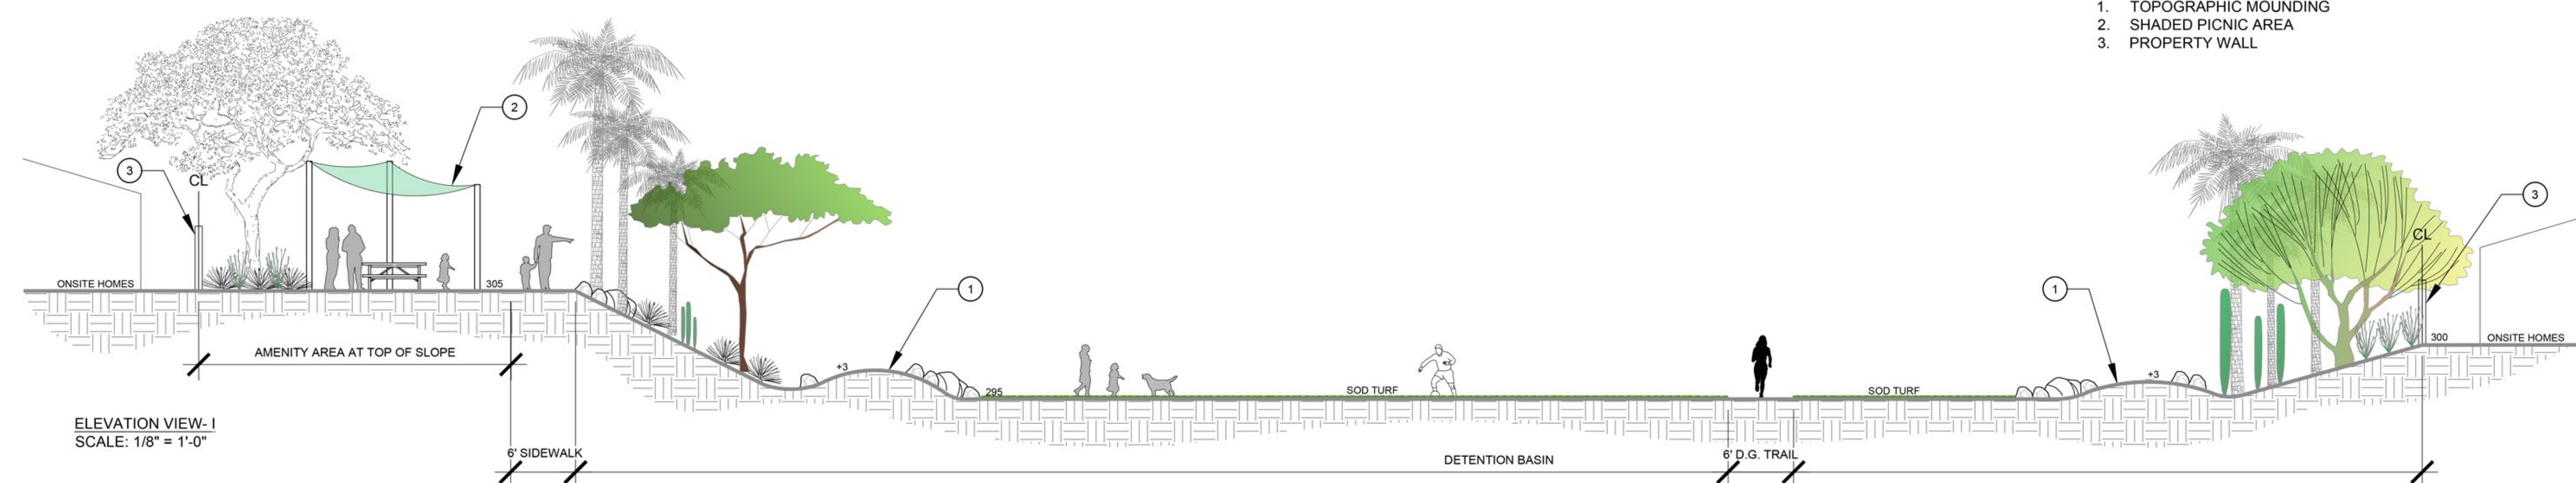 1. TOPOGRAPHIC MOUNDING
2. SHADED PICNIC AREA
3. PROPERTY WALL
2
3
CL
ONSITE HOMES
305
AMENITY AREA AT TOP OF SLOPE
1
+3
295
SOD TURF
SOD TURF
1
+3
3
CL
300
ONSITE HOMES
ELEVATION VIEW- I
SCALE: 1/8" = 1'-0"
6' SIDEWALK
DETENTION BASIN
6' D.G. TRAIL